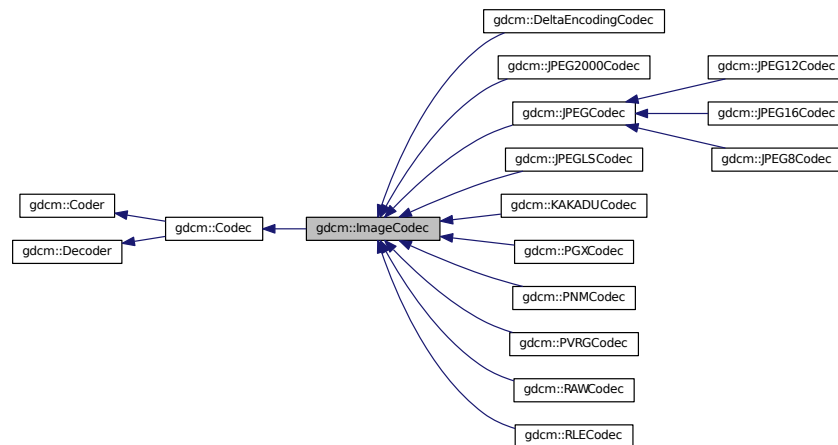 gdcm::DeltaEncodingCodec
gdcm::JPEG2000Codec
gdcm::JPEG12Codec
gdcm::JPEGCodec
gdcm::JPEG16Codec
gdcm::JPEG8Codec
gdcm::JPEGLSCodec
gdcm::Coder
gdcm::KAKADUCodec
gdcm::Codec
gdcm::ImageCodec
gdcm::Decoder
gdcm::PGXCodec
gdcm::PNMCodec
gdcm::PVRGCodec
gdcm::RAWCodec
gdcm::RLECodec